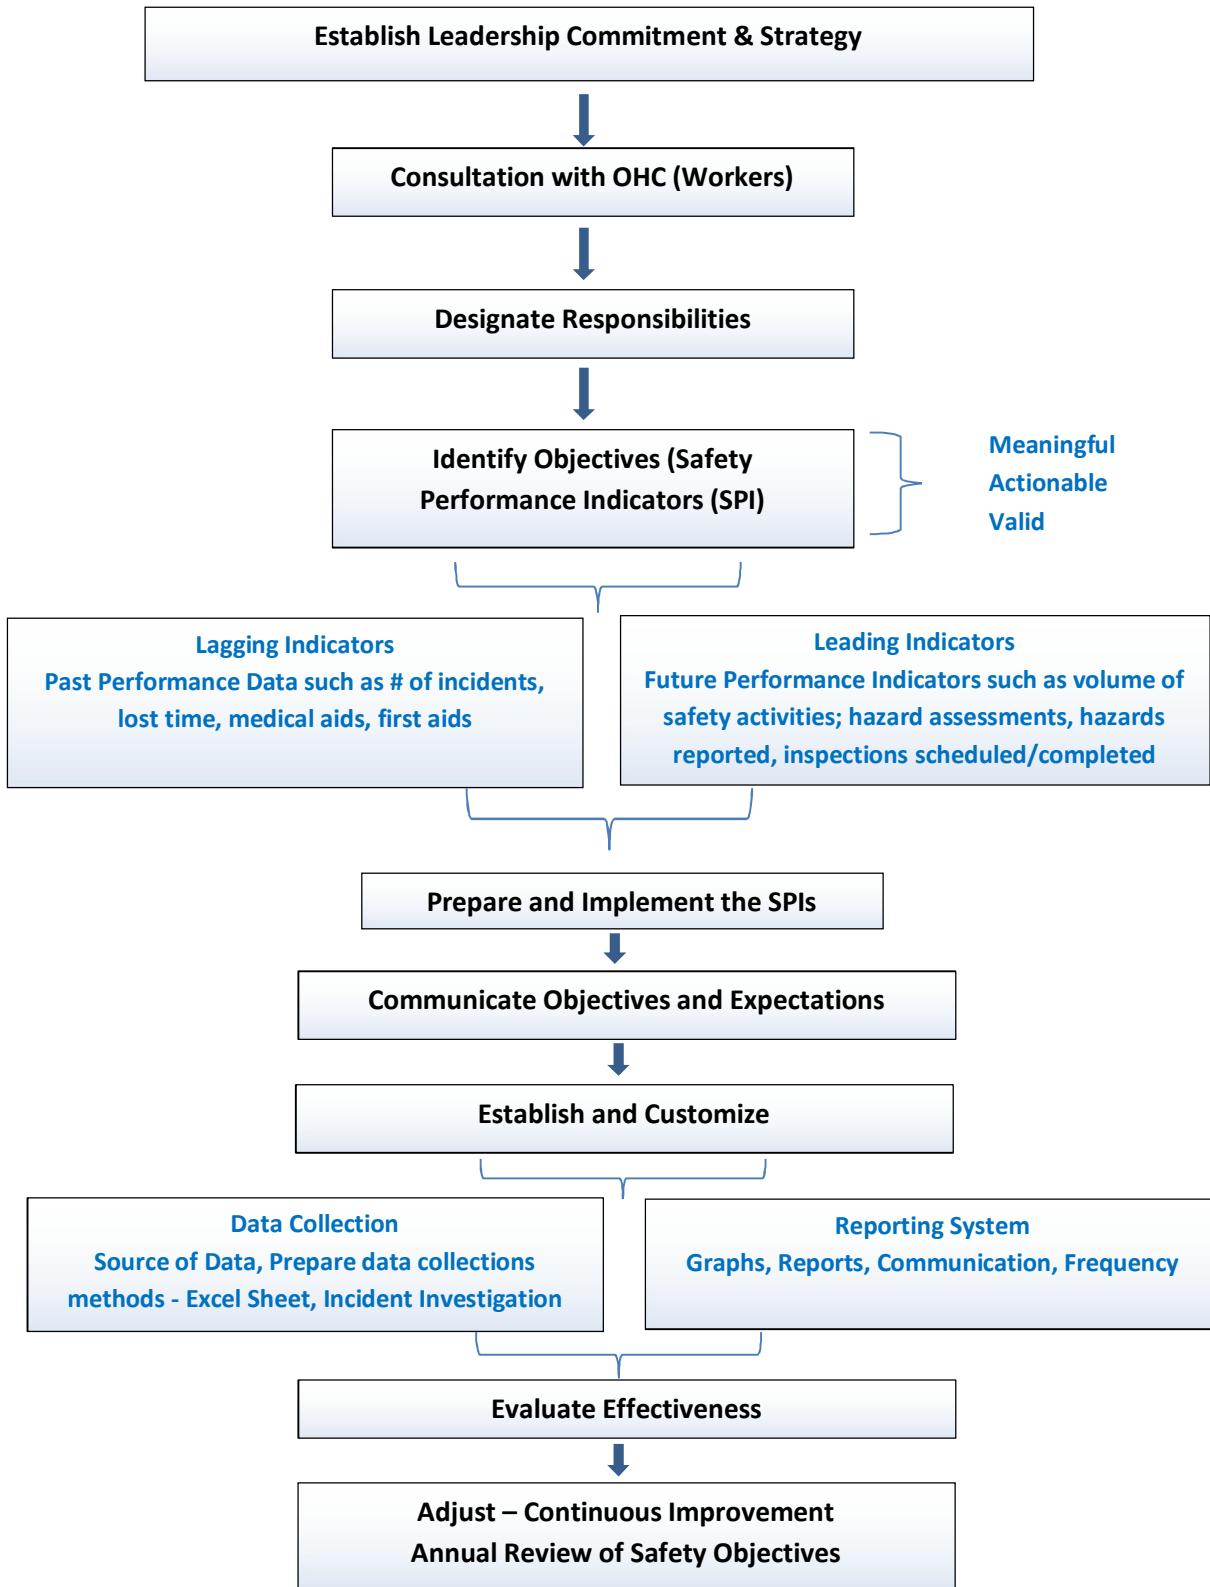 Establish Leadership Commitment & Strategy
Consultation with OHC (Workers)
Designate Responsibilities
Identify Objectives (Safety
Performance Indicators (SPI)
Meaningful
Actionable
Valid
Lagging Indicators
Past Performance Data such as # of incidents,
lost time, medical aids, first aids
Leading Indicators
Future Performance Indicators such as volume of
safety activities; hazard assessments, hazards
reported, inspections scheduled/completed
Prepare and Implement the SPIs
Communicate Objectives and Expectations
Establish and Customize
Data Collection
Source of Data, Prepare data collections
methods - Excel Sheet, Incident Investigation
Reporting System
Graphs, Reports, Communication, Frequency
Evaluate Effectiveness
Adjust – Continuous Improvement
Annual Review of Safety Objectives